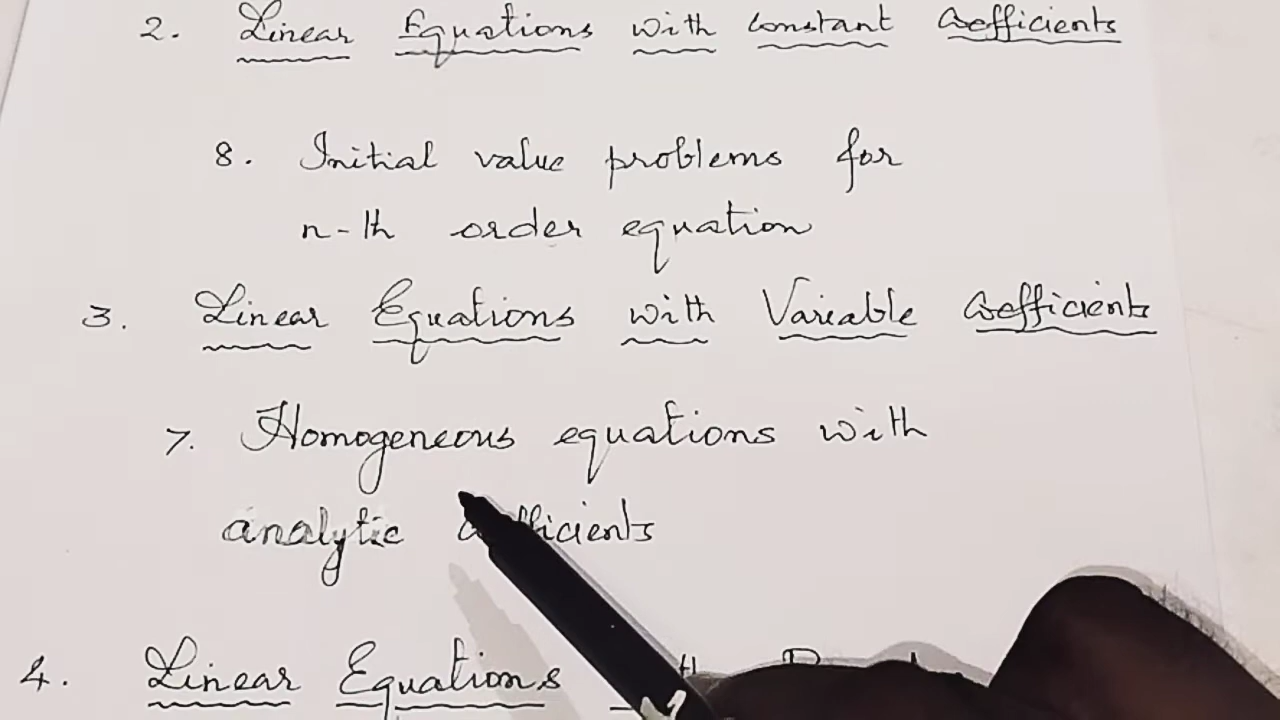 2. Linear Equations with Constant Coefficients
8. Initial value problems for
n-th order equation
3. Linear Equations with Variable Coefficients
7. Homogeneous equations with
analytic
4. Linear Equations